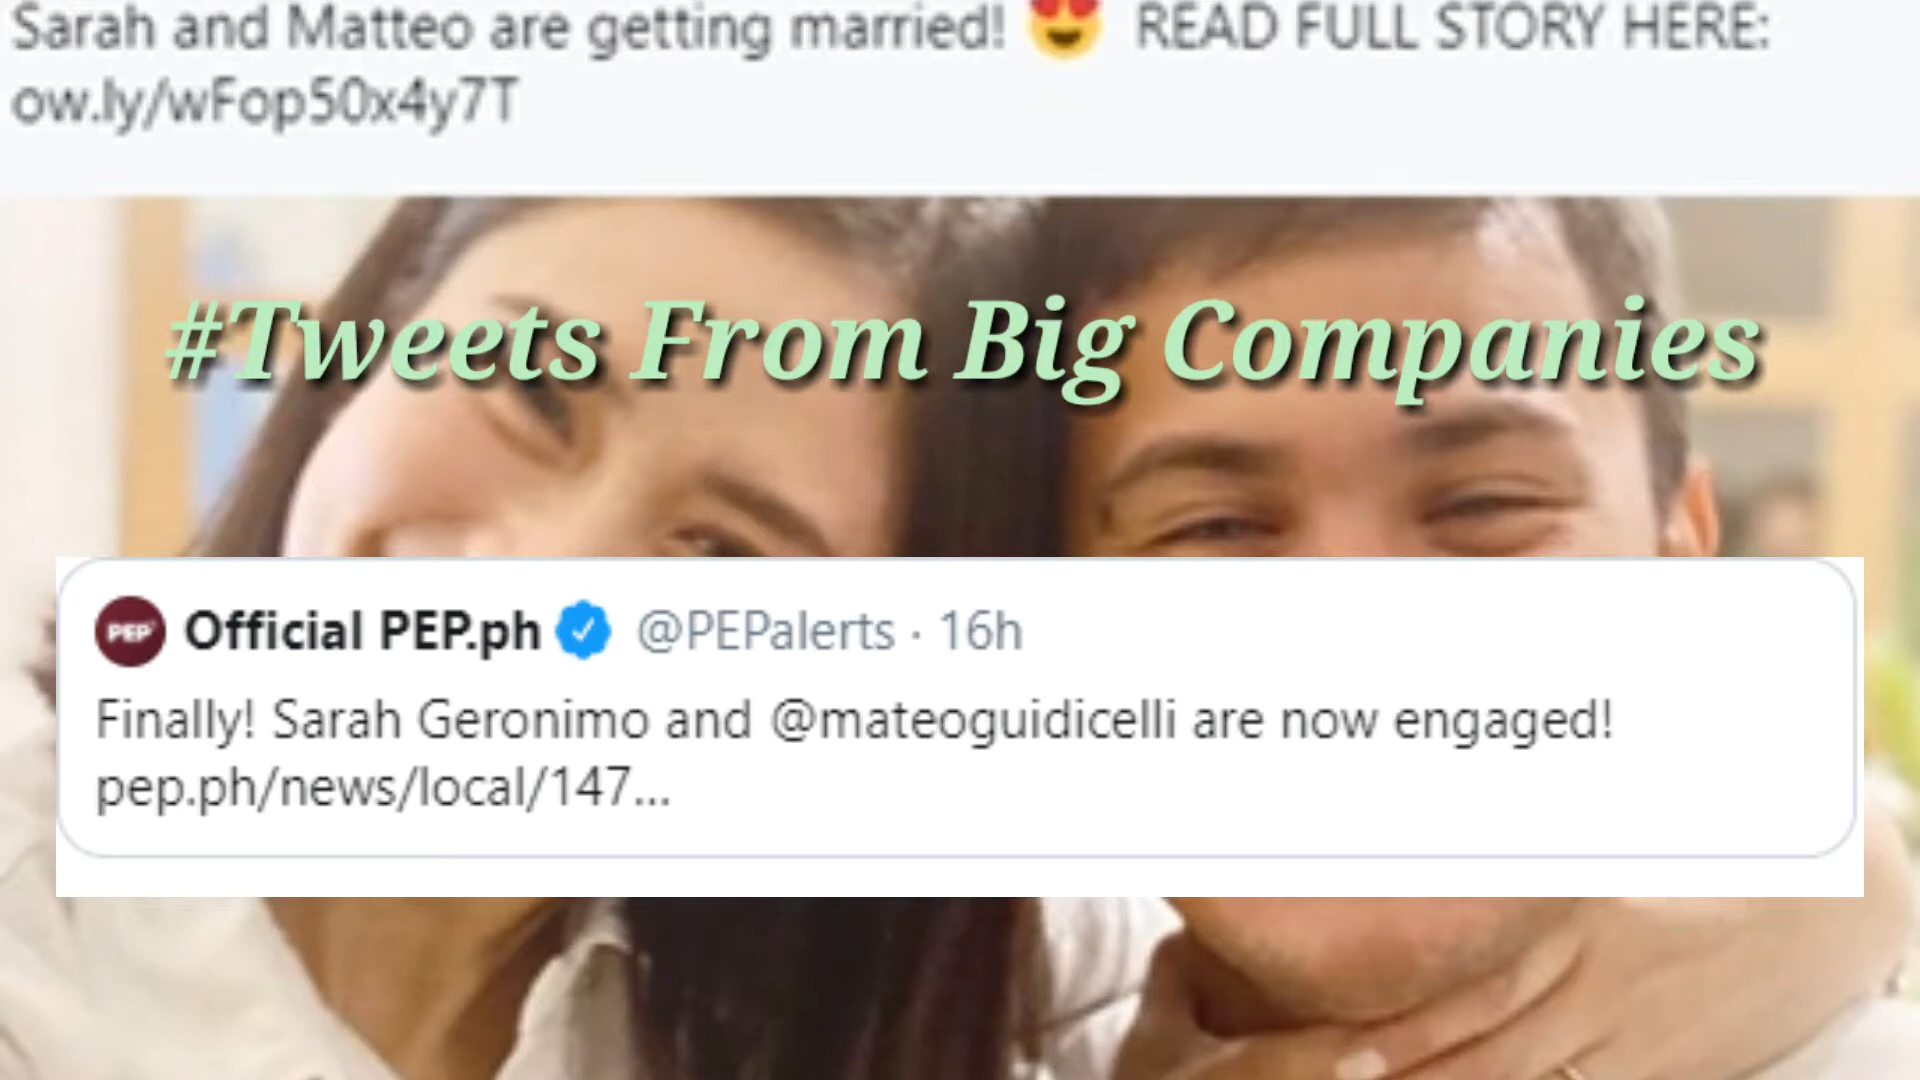 Sarah and Matteo are getting married! 😍 READ FULL STORY HERE:
ow.ly/wFop50x4y7T
#Tweets From Big Companies
PEP
Official PEP.ph @PEPalerts · 16h
Finally! Sarah Geronimo and @mateoguidicelli are now engaged!
pep.ph/news/local/147...